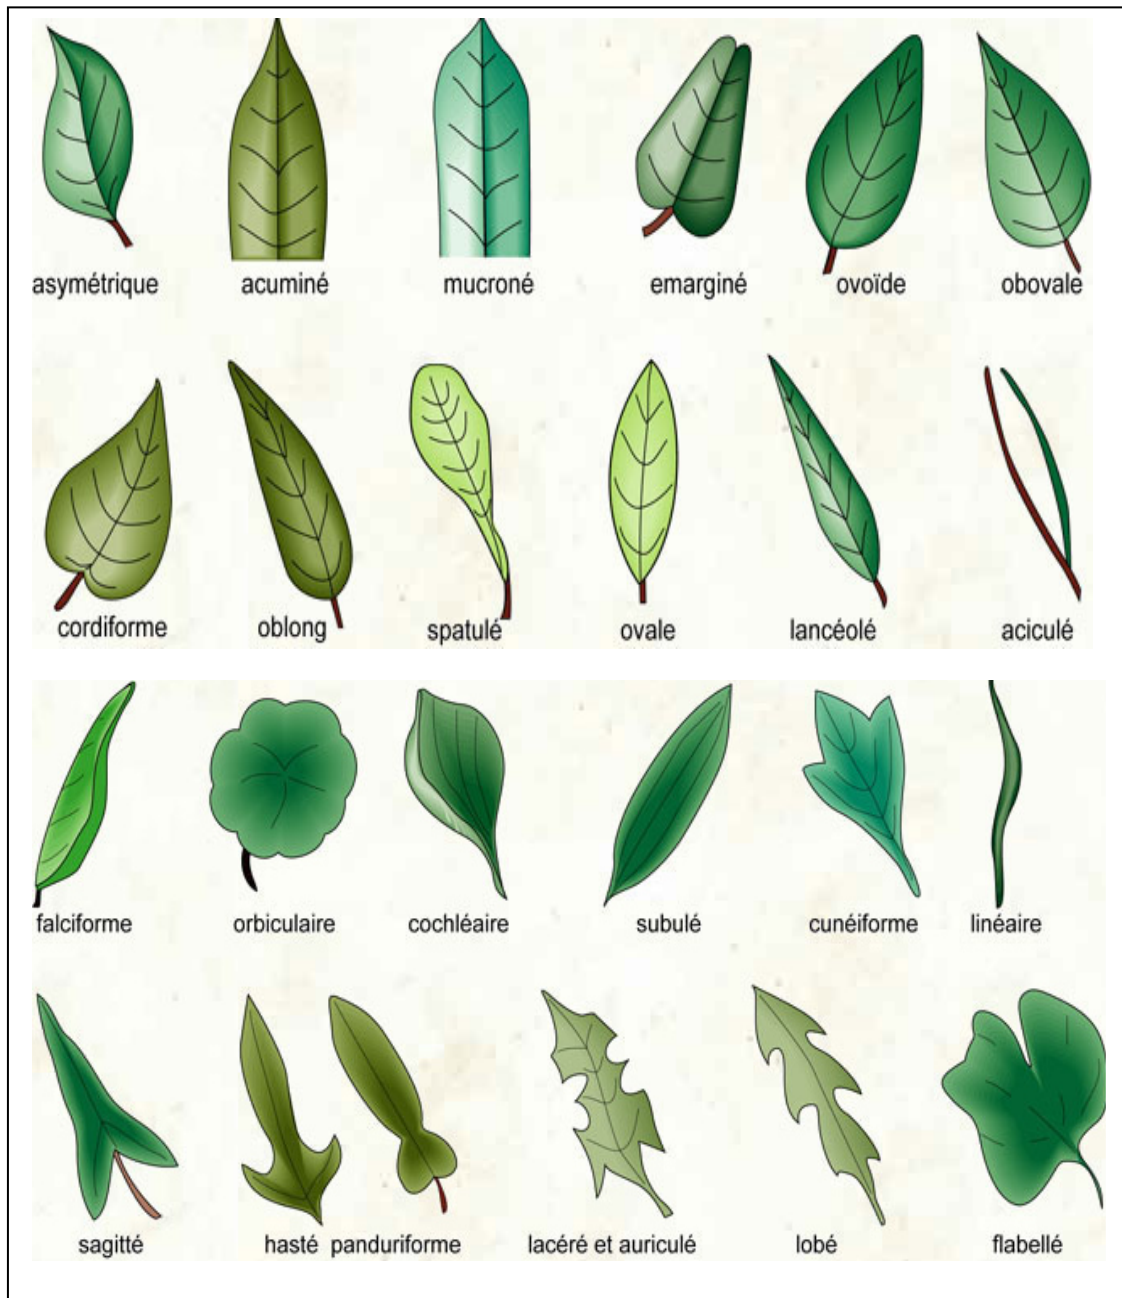 asymétrique acuminé mucroné emarginé ovoïde obovale
cordiforme oblong spatulé ovale lancéolé aciculé
falciforme orbiculaire cochléaire subulé cunéiforme linéaire
sagitté hasté panduriforme lacéré et auriculé lobé flabellé